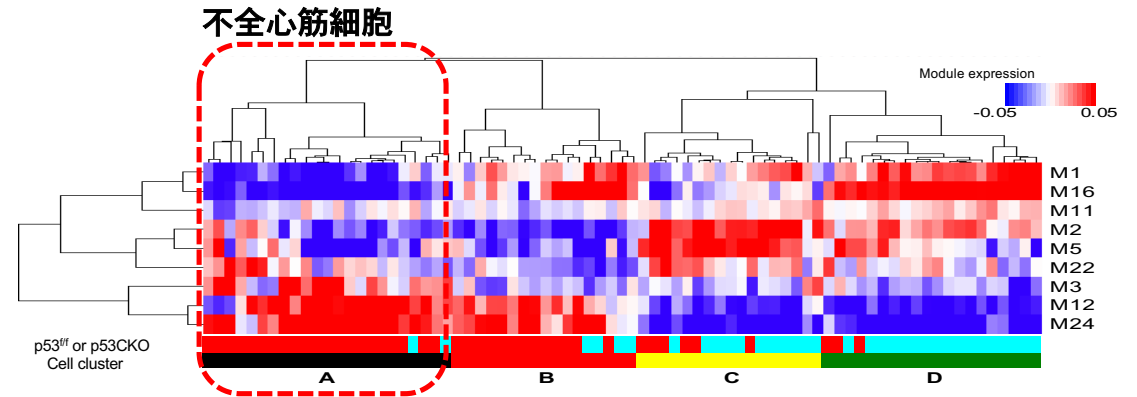 不全心筋細胞
Module expression
-0.05 0.05
M1
M16
M11
M2
M5
M22
M3
M12
M24
p53f/f or p53CKO
Cell cluster
A B C D